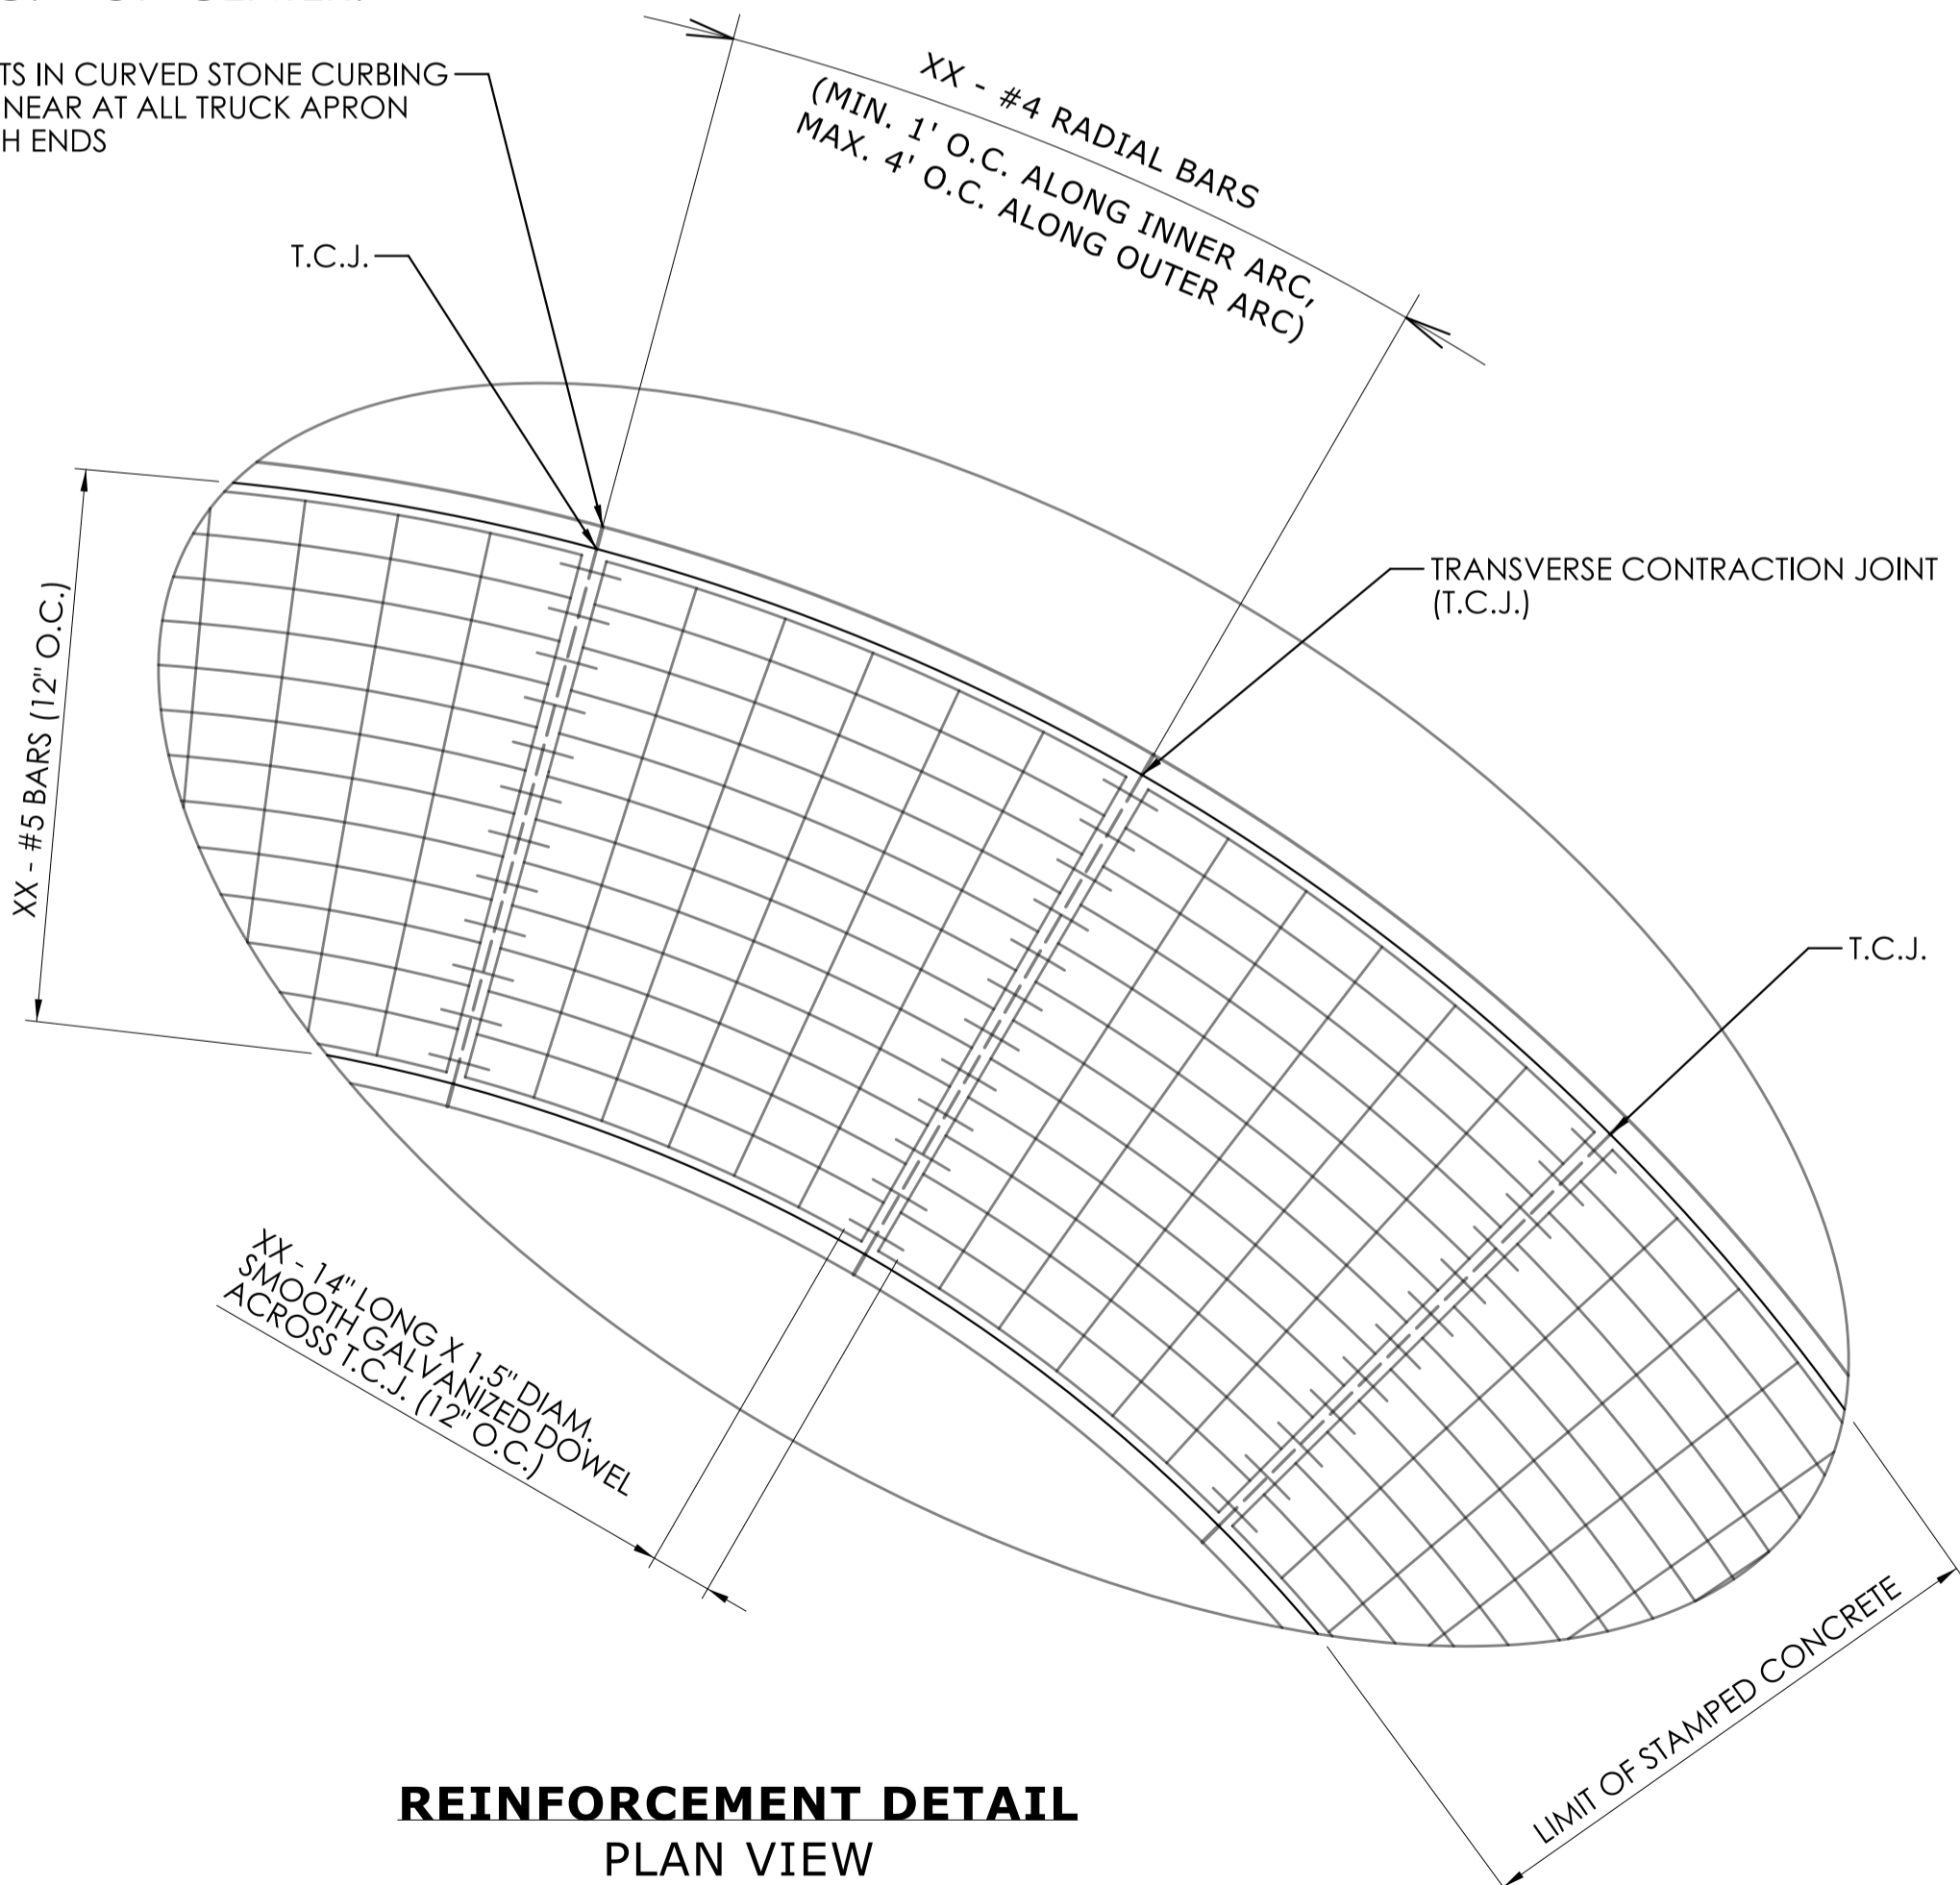 TS IN CURVED STONE CURBING
NEAR AT ALL TRUCK APRON
H ENDS
T.C.J.
XX - #4 RADIAL BARS
(MIN. 1' O.C. ALONG INNER ARC,
MAX. 4' O.C. ALONG OUTER ARC)
TRANSVERSE CONTRACTION JOINT
(T.C.J.)
XX - #5 BARS (12" O.C.)
T.C.J.
XX - 14" LONG X 1.5" DIAM.
SMOOTH GALVANIZED DOWEL
ACROSS T.C.J. (12" O.C.)
LIMIT OF STAMPED CONCRETE
REINFORCEMENT DETAIL
PLAN VIEW